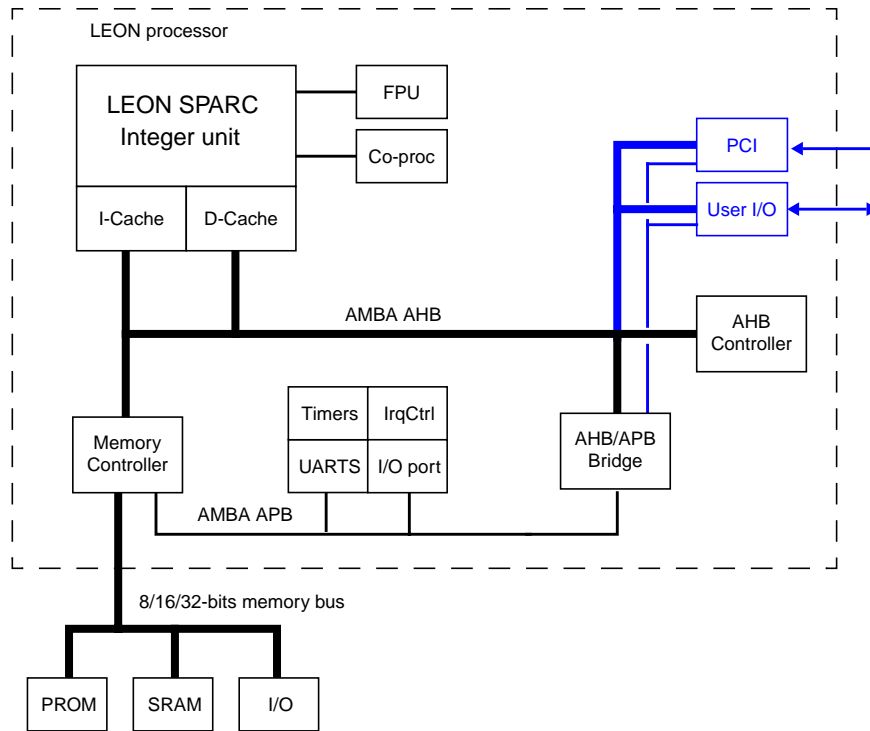 LEON processor
LEON SPARC
Integer unit
FPU
Co-proc
I-Cache
D-Cache
PCI
User I/O
AMBA AHB
AHB
Controller
Timers
IrqCtrl
UARTS
I/O port
Memory
Controller
AHB/APB
Bridge
AMBA APB
8/16/32-bits memory bus
PROM
SRAM
I/O